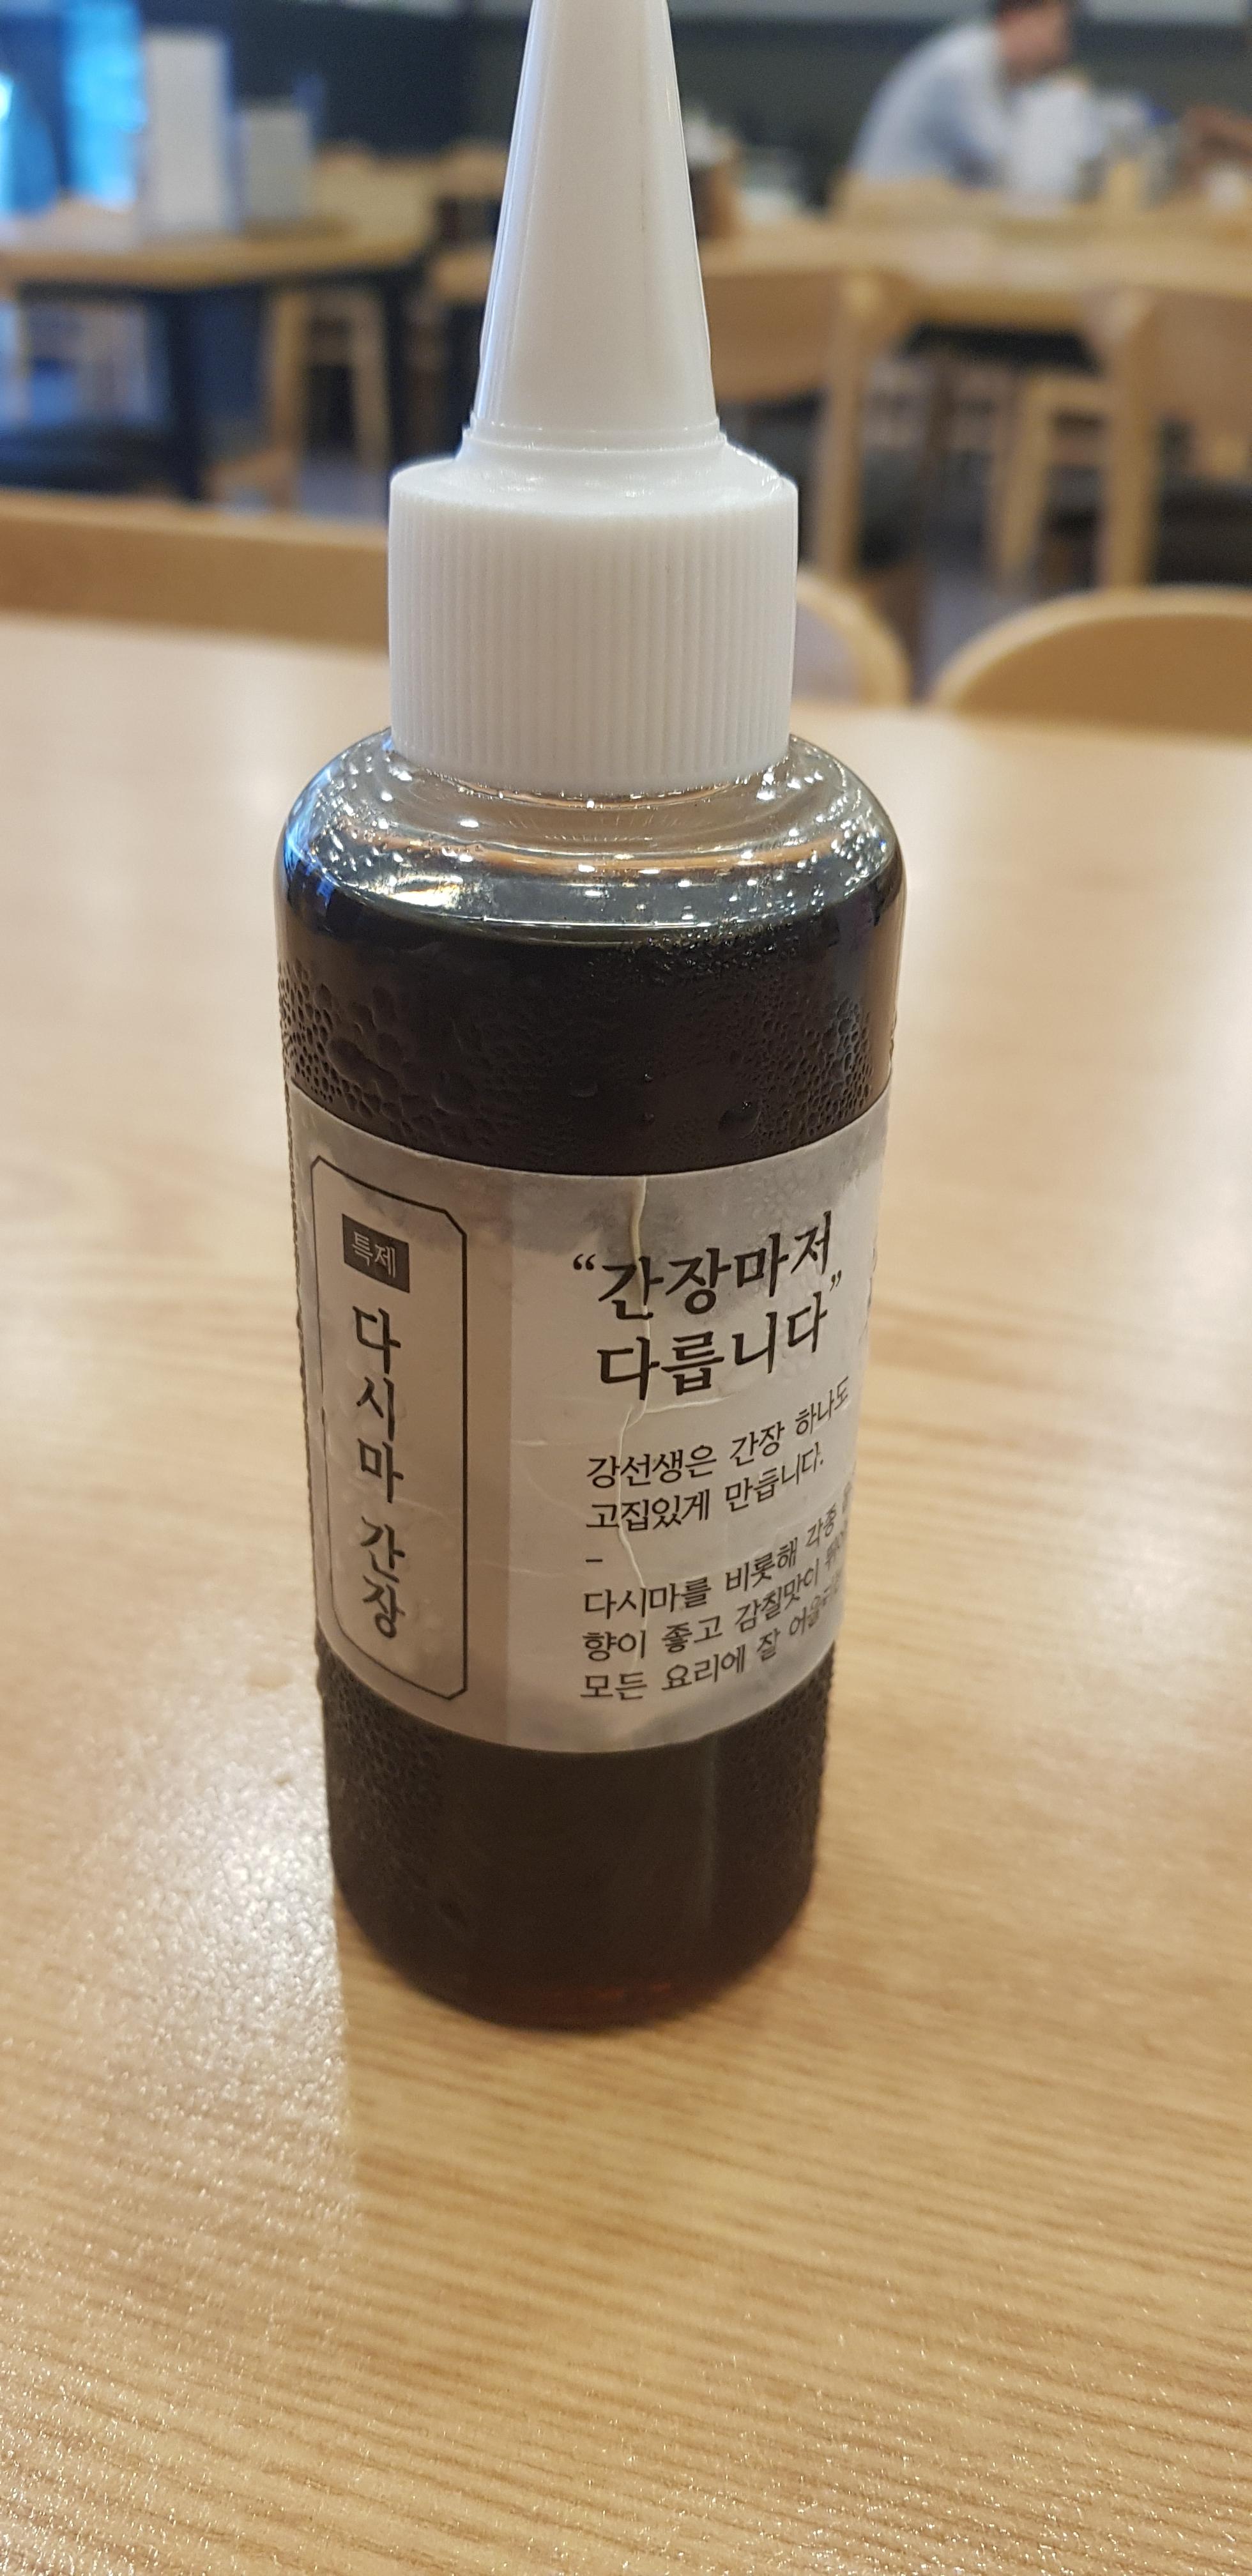 특제
다시마 간장
“간장마저
다릅니다”
강선생은 간장 하나도
고집있게 만듭니다.
–
다시마를 비롯해 각종
향이 좋고 감칠맛이
모든 요리에 잘